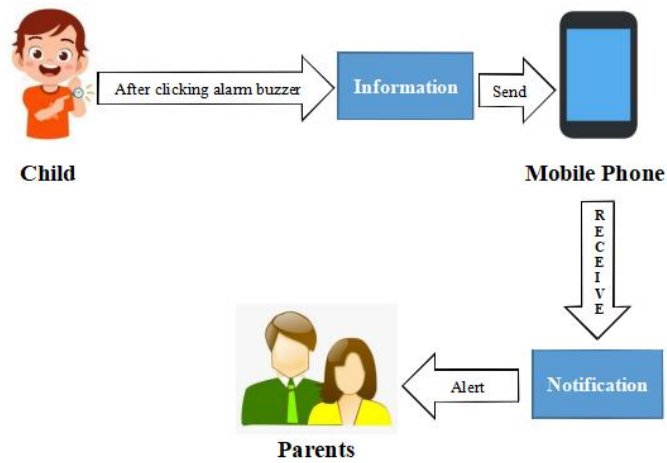 After clicking alarm buzzer
Information
Send
Child
Mobile Phone
RECEIVE
Notification
Alert
Parents